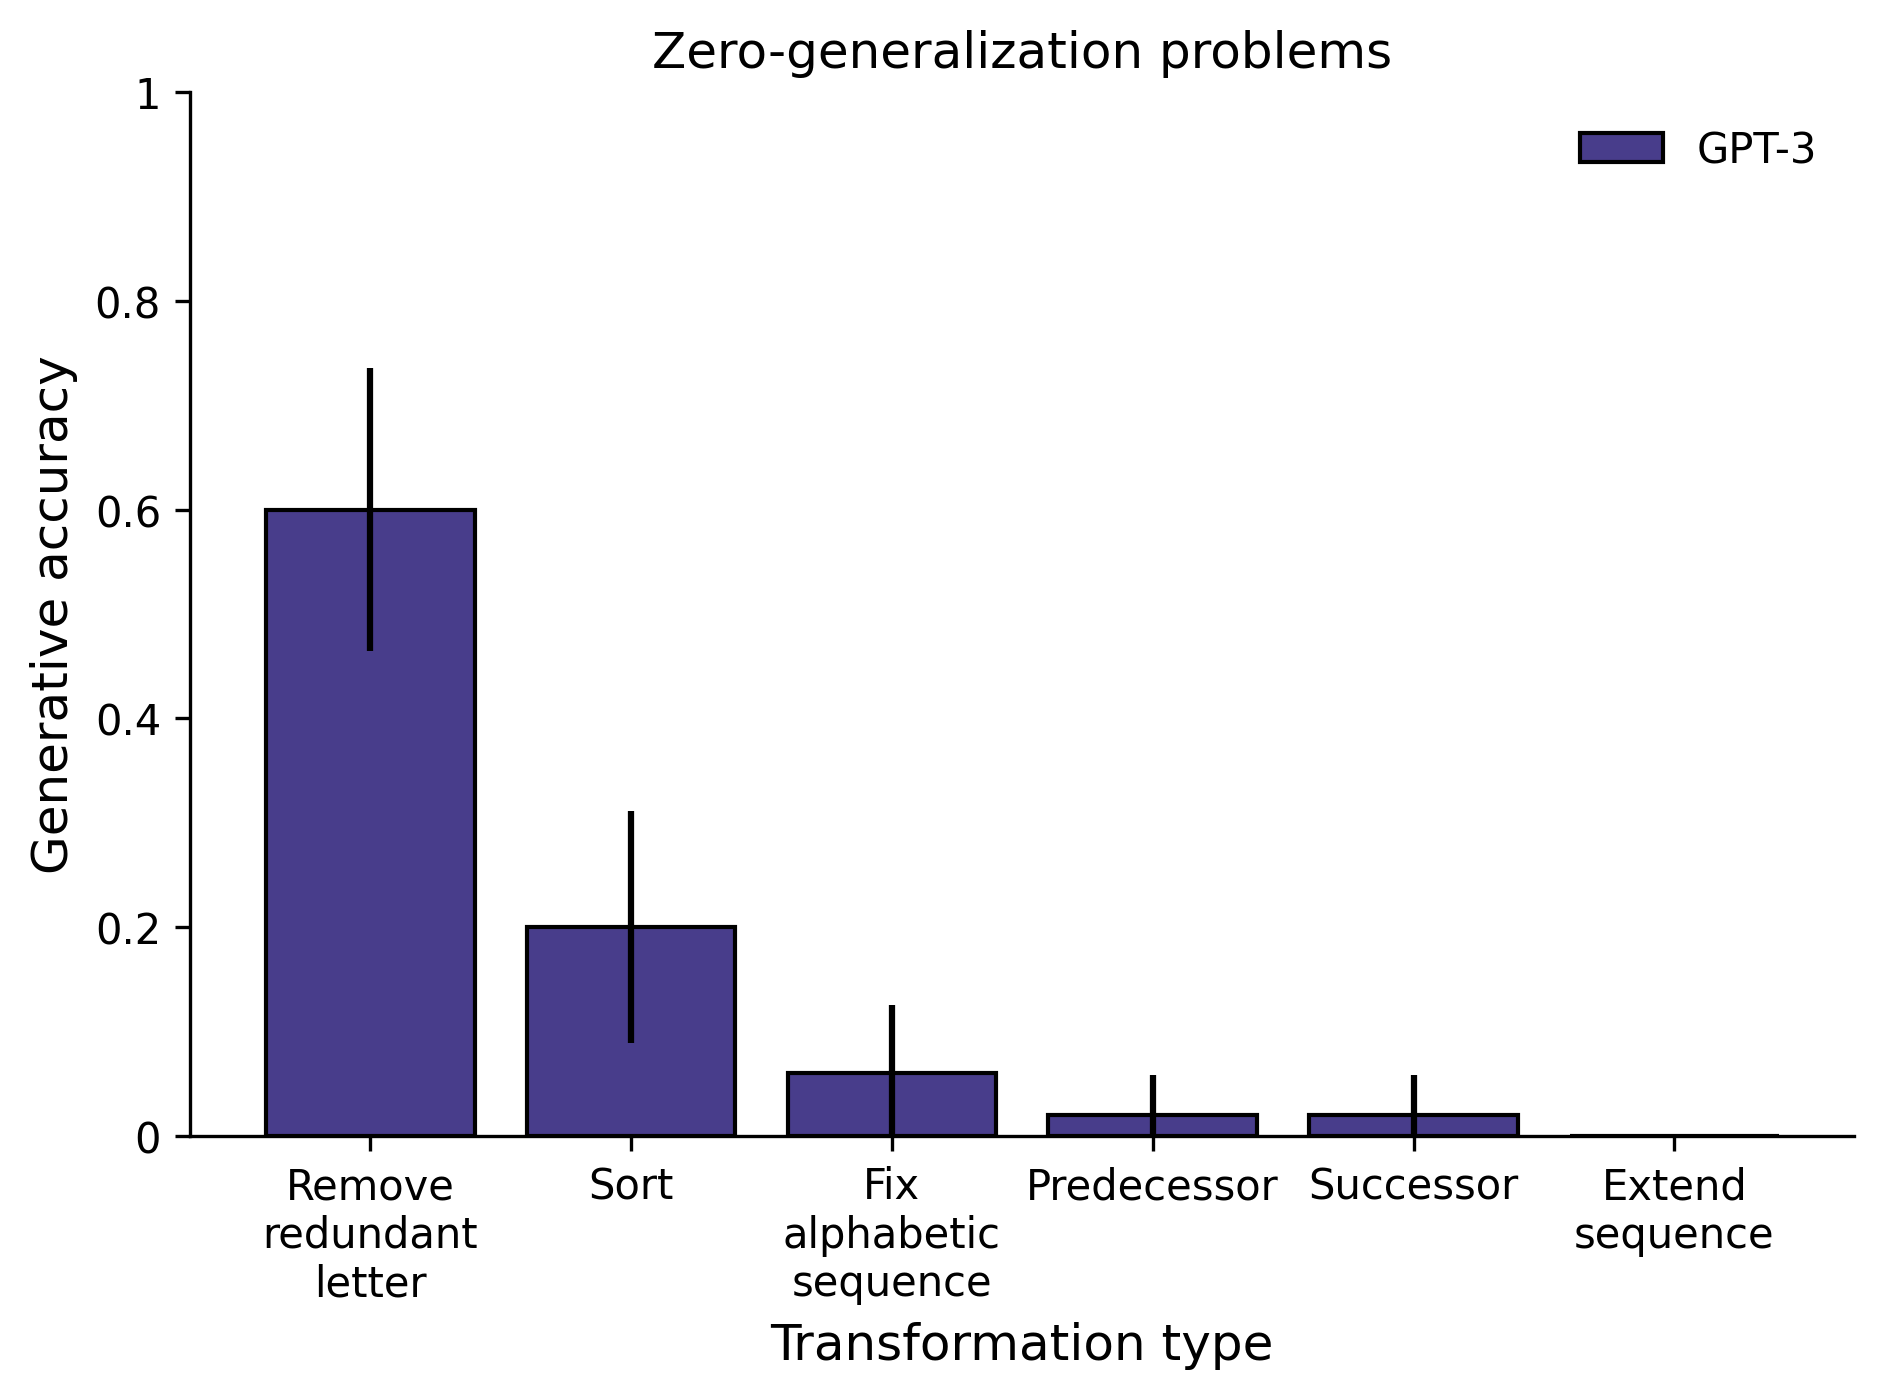 Zero-generalization problems
GPT-3
Generative accuracy
1
0.8
0.6
0.4
0.2
0
Remove
redundant
letter
Sort
Fix
alphabetic
sequence
Predecessor
Successor
Extend
sequence
Transformation type